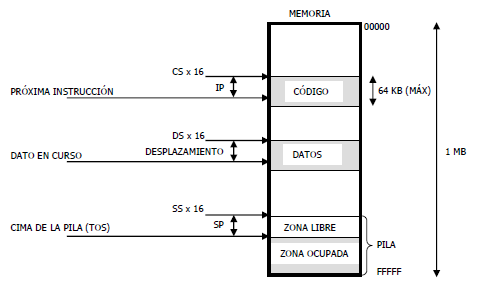 MEMORIA
00000
CS x 16
IP
PRÓXIMA INSTRUCCIÓN
CÓDIGO
64 KB (MÁX)
DS x 16
DESPLAZAMIENTO
DATO EN CURSO
DATOS
1 MB
SS x 16
SP
CIMA DE LA PILA (TOS)
ZONA LIBRE
PILA
ZONA OCUPADA
FFFFF